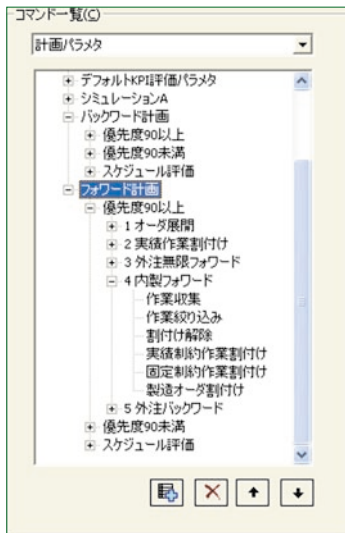 コマンド一覧(C)
計画パラメタ
デフォルトKPI評価パラメタ
シミュレーションA
バックワード計画
優先度90以上
優先度90未満
スケジュール評価
フォワード計画
優先度90以上
1 オーダ展開
2 実績作業割付け
3 外注無限フォワード
4 内製フォワード
作業収集
作業絞り込み
割付け解除
実績制約作業割付け
固定制約作業割付け
製造オーダ割付け
5 外注バックワード
優先度90未満
スケジュール評価